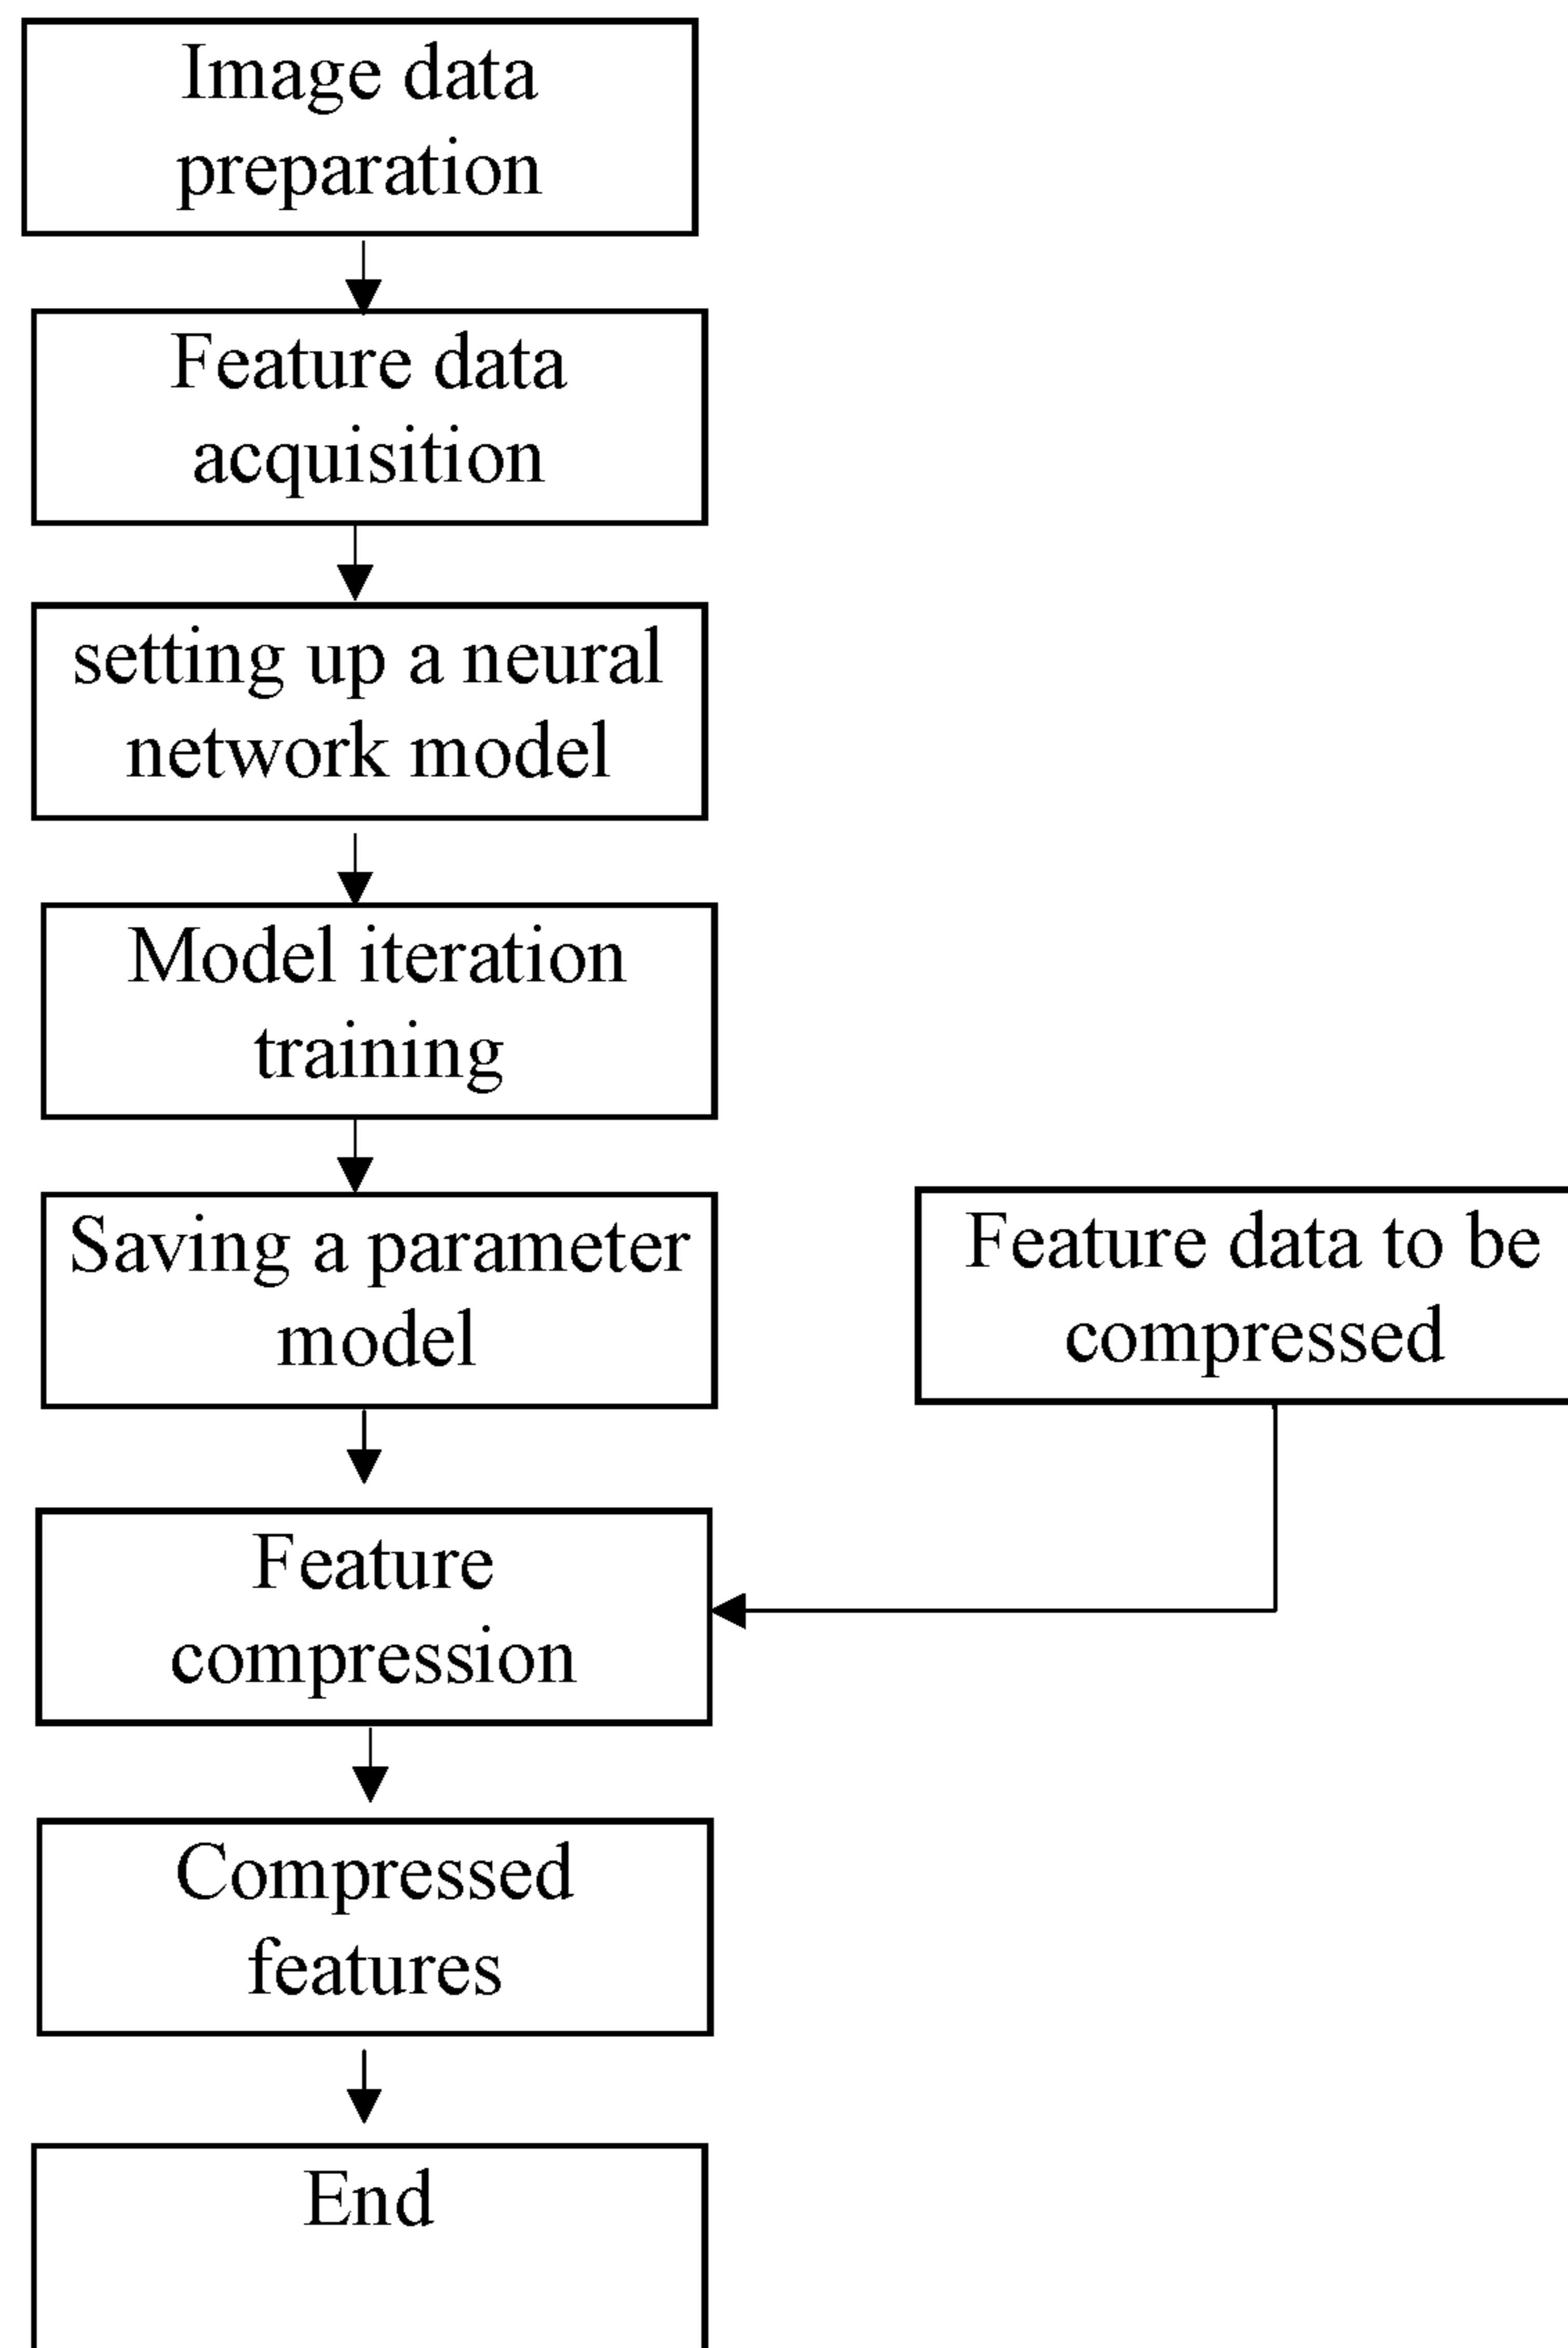 Image data
preparation
Feature data
acquisition
setting up a neural
network model
Model iteration
training
Saving a parameter
model
Feature data to be
compressed
Feature
compression
Compressed
features
End